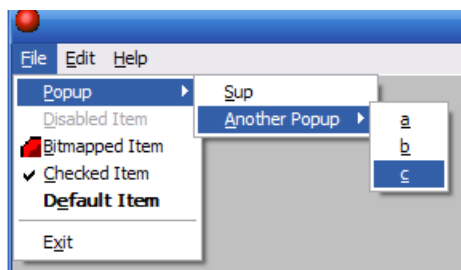 File Edit Help
Popup
Disabled Item
Bitmapped Item
Checked Item
Default Item
Exit
Sup
Another Popup
a
b
c